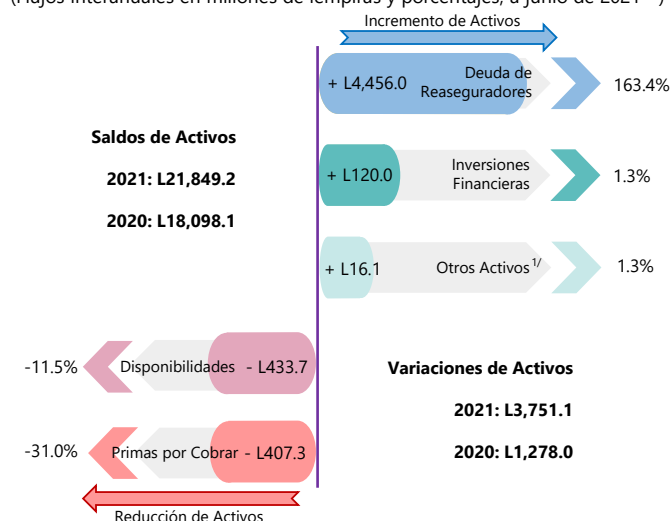 Incremento de Activos
+ L4,456.0 Deuda de Reaseguradores 163.4%
Saldos de Activos
2021: L21,849.2
2020: L18,098.1
+ L120.0 Inversiones Financieras 1.3%
+ L16.1 Otros Activos 1/ 1.3%
-11.5% Disponibilidades - L433.7
Variaciones de Activos
2021: L3,751.1
2020: L1,278.0
-31.0% Primas por Cobrar - L407.3
Reducción de Activos